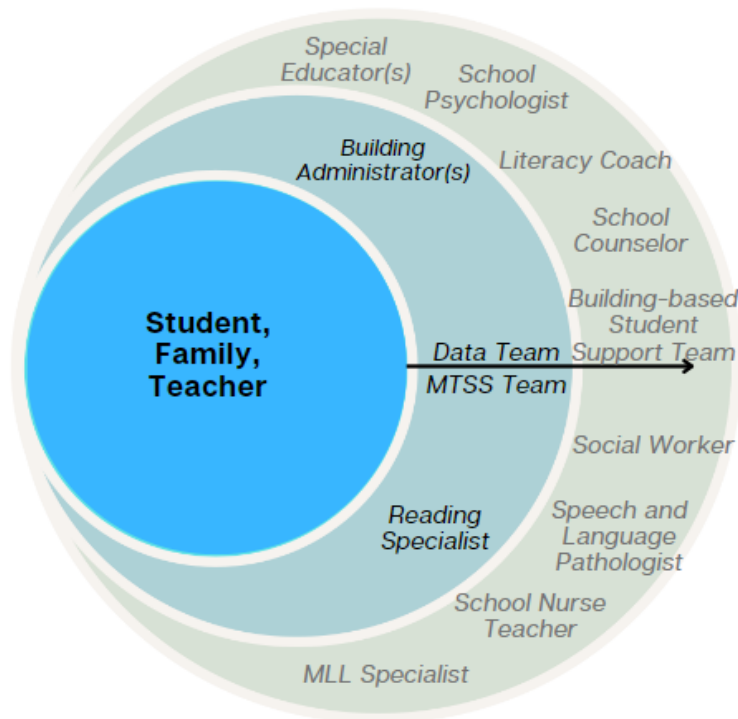 Special
Educator(s)
School
Psychologist
Building
Administrator(s)
Literacy Coach
School
Counselor
Student,
Family,
Teacher
Building-based
Student
Support Team
Data Team
MTSS Team
Social Worker
Reading
Specialist
Speech and
Language
Pathologist
School Nurse
Teacher
MLL Specialist